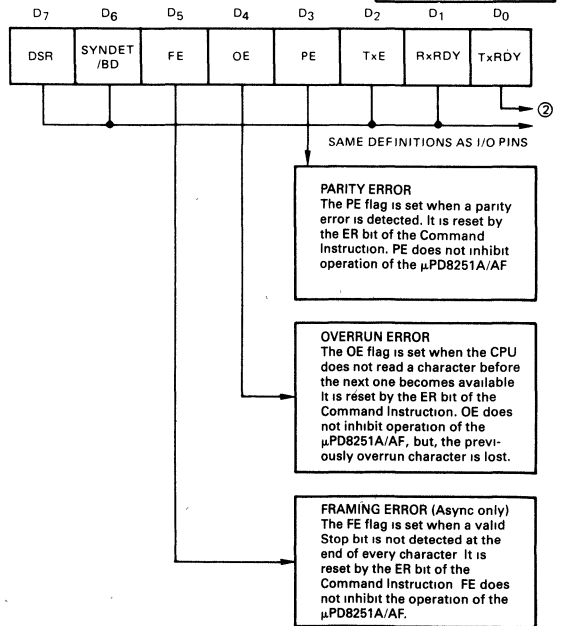 D7 D6 D5 D4 D3 D2 D1 D0
DSR SYNDET/BD FE OE PE TxE RxRDY TxRDY
②
SAME DEFINITIONS AS I/O PINS
PARITY ERROR
The PE flag is set when a parity
error is detected. It is reset by
the ER bit of the Command
Instruction. PE does not inhibit
operation of the μPD8251A/AF
OVERRUN ERROR
The OE flag is set when the CPU
does not read a character before
the next one becomes available
It is reset by the ER bit of the
Command Instruction. OE does
not inhibit operation of the
μPD8251A/AF, but, the previ-
ously overrun character is lost.
FRAMING ERROR (Async only)
The FE flag is set when a valid
Stop bit is not detected at the
end of every character It is
reset by the ER bit of the
Command Instruction FE does
not inhibit the operation of the
μPD8251A/AF.